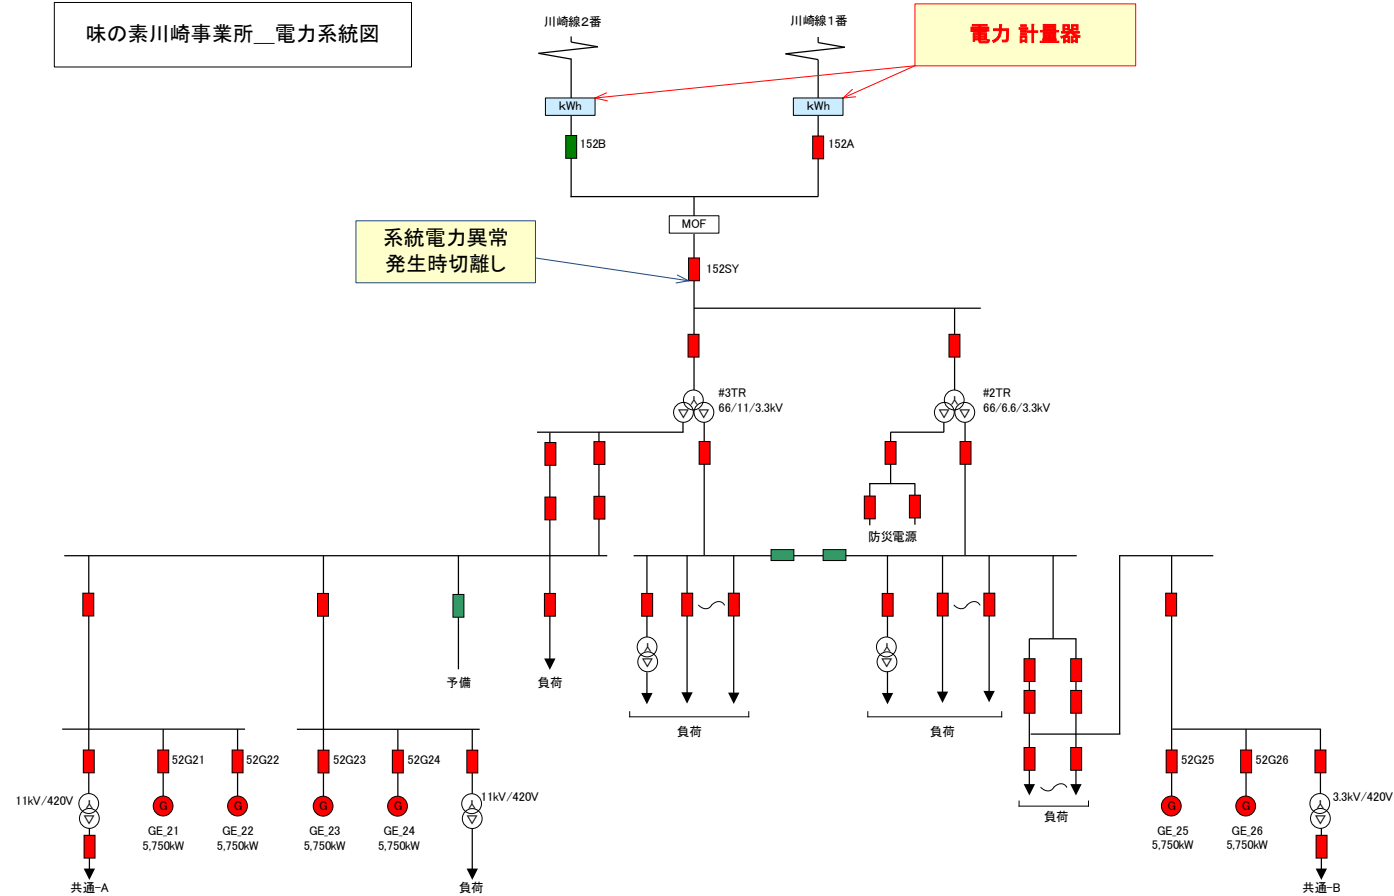 味の素川崎事業所__電力系統図
川崎線2番
川崎線1番
電力 計量器
kWh
kWh
152B
152A
MOF
系統電力異常
発生時切離し
152SY
#3TR
66/11/3.3kV
#2TR
66/6.6/3.3kV
防災電源
予備
負荷
負荷
負荷
52G21
52G22
52G23
52G24
52G25
52G26
11kV/420V
G
G
G
G
11kV/420V
G
G
3.3kV/420V
負荷
GE_21
5,750kW
GE_22
5,750kW
GE_23
5,750kW
GE_24
5,750kW
GE_25
5,750kW
GE_26
5,750kW
共通-A
負荷
共通-B